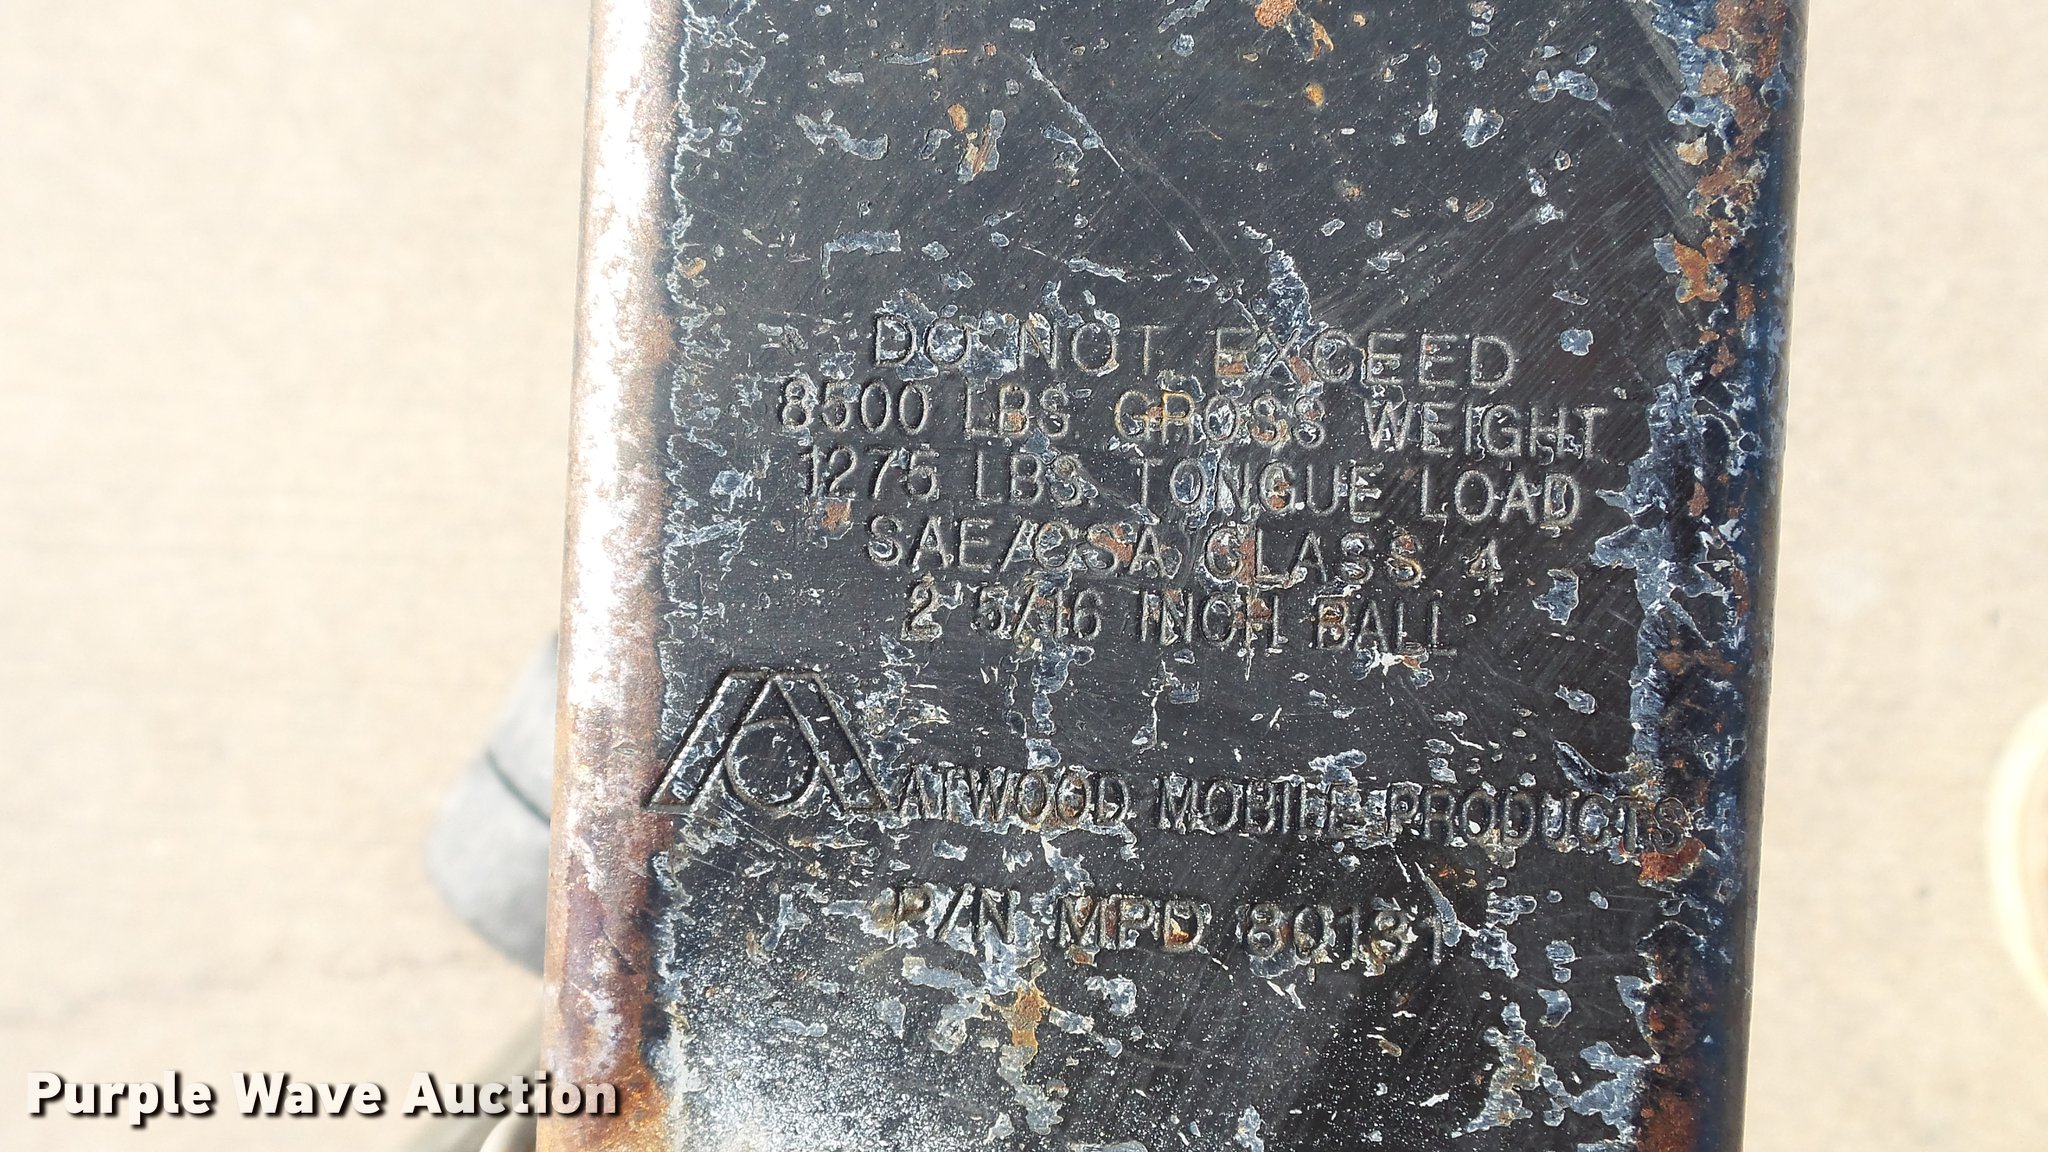 DO NOT EXCEED
8500 LBS GROSS WEIGHT
1275 LBS TONGUE LOAD
SAE/CSA CLASS 4
2 5/16 INCH BALL
ATWOOD MOBILE PRODUCTS
P/N MPD 80131
Purple Wave Auction